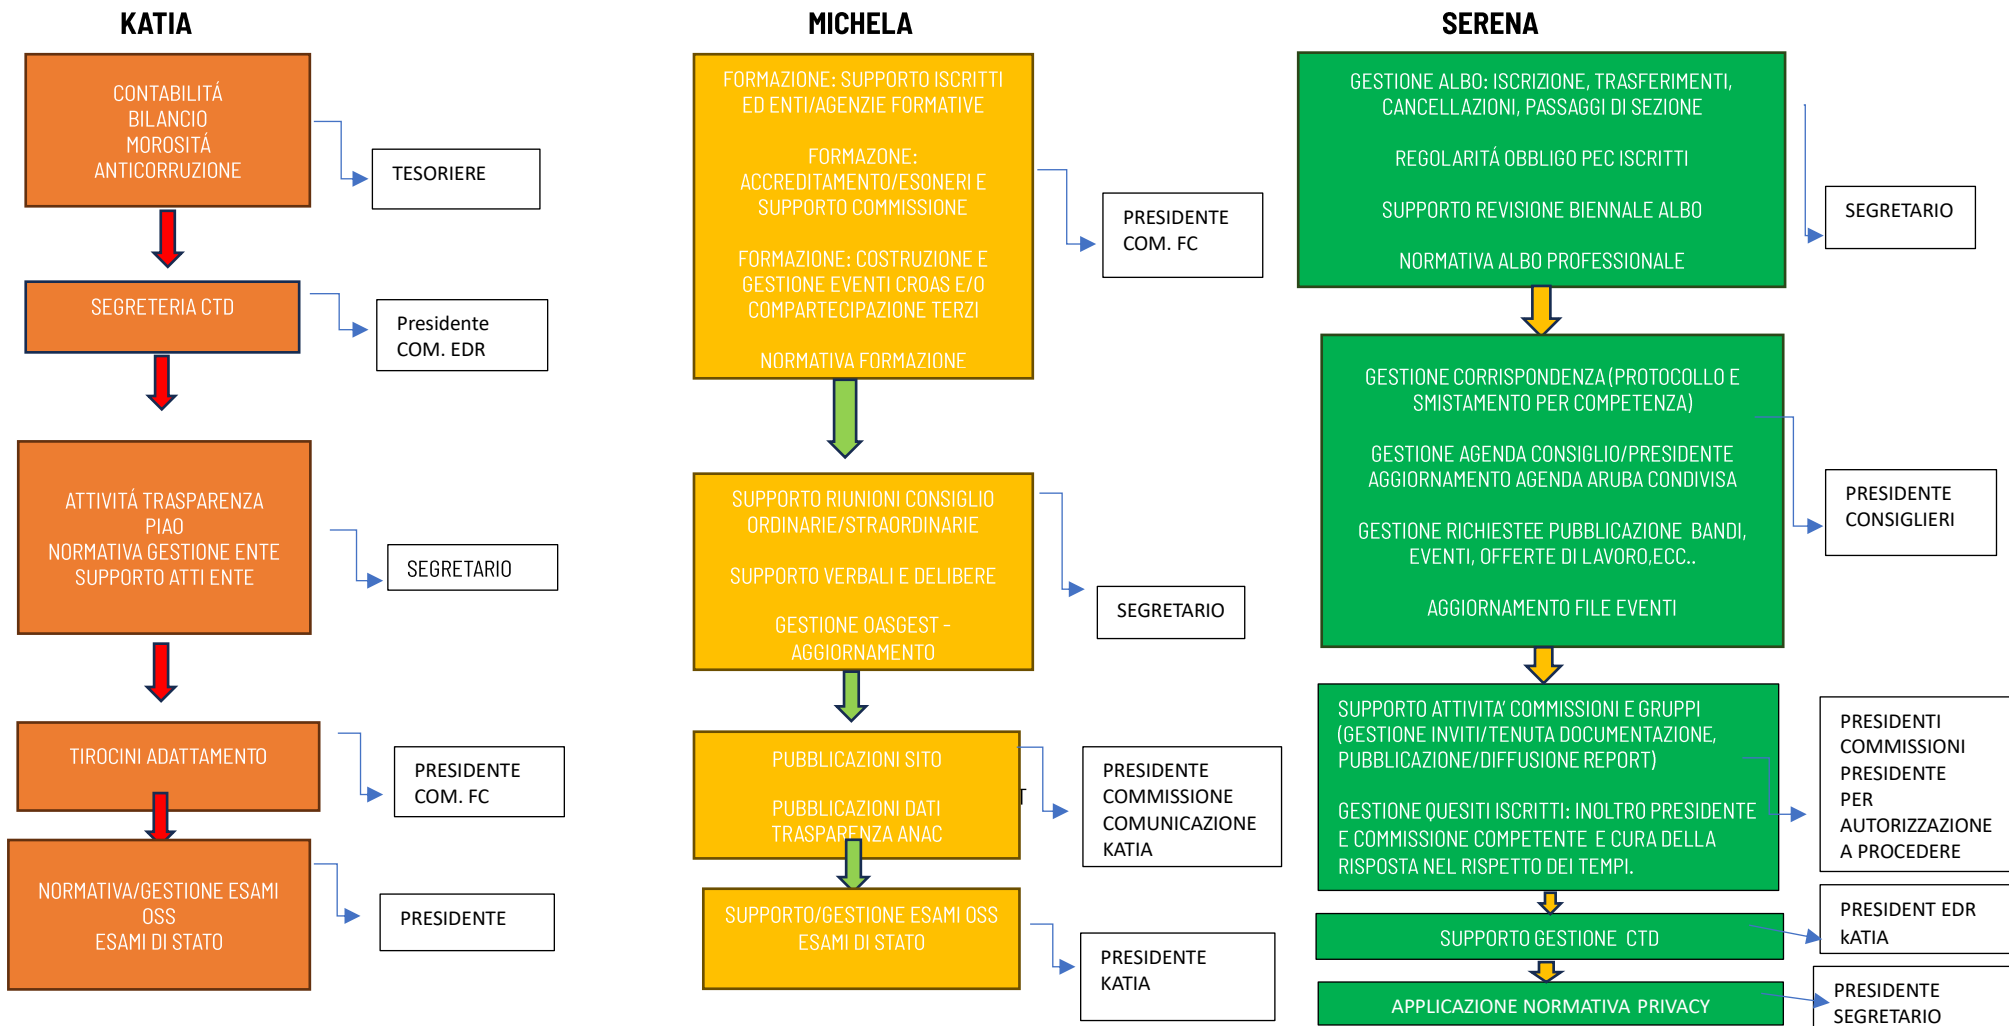 KATIA
CONTABILITÁ
BILANCIO
MOROSITÁ
ANTICORRUZIONE
TESORIERE
SEGRETERIA CTD
Presidente
COM. EDR
ATTIVITÁ TRASPARENZA
PIAO
NORMATIVA GESTIONE ENTE
SUPPORTO ATTI ENTE
SEGRETARIO
TIROCINI ADATTAMENTO
PRESIDENTE
COM. FC
NORMATIVA/GESTIONE ESAMI
OSS
ESAMI DI STATO
PRESIDENTE
MICHELA
FORMAZIONE: SUPPORTO ISCRITTI
ED ENTI/AGENZIE FORMATIVE
FORMAZONE:
ACCREDITAMENTO/ESONERI E
SUPPORTO COMMISSIONE
FORMAZIONE: COSTRUZIONE E
GESTIONE EVENTI CROAS E/O
COMPARTECIPAZIONE TERZI
NORMATIVA FORMAZIONE
PRESIDENTE
COM. FC
SUPPORTO RIUNIONI CONSIGLIO
ORDINARIE/STRAORDINARIE
SUPPORTO VERBALI E DELIBERE
GESTIONE OASGEST -
AGGIORNAMENTO
SEGRETARIO
PUBBLICAZIONI SITO
PUBBLICAZIONI DATI
TRASPARENZA ANAC
T
PRESIDENTE
COMMISSIONE
COMUNICAZIONE
KATIA
SUPPORTO/GESTIONE ESAMI OSS
ESAMI DI STATO
PRESIDENTE
KATIA
SERENA
GESTIONE ALBO: ISCRIZIONE, TRASFERIMENTI,
CANCELLAZIONI, PASSAGGI DI SEZIONE
REGOLARITÁ OBBLIGO PEC ISCRITTI
SUPPORTO REVISIONE BIENNALE ALBO
NORMATIVA ALBO PROFESSIONALE
SEGRETARIO
GESTIONE CORRISPONDENZA (PROTOCOLLO E
SMISTAMENTO PER COMPETENZA)
GESTIONE AGENDA CONSIGLIO/PRESIDENTE
AGGIORNAMENTO AGENDA ARUBA CONDIVISA
GESTIONE RICHIESTEE PUBBLICAZIONE BANDI,
EVENTI, OFFERTE DI LAVORO,ECC..
AGGIORNAMENTO FILE EVENTI
PRESIDENTE
CONSIGLIERI
SUPPORTO ATTIVITA’ COMMISSIONI E GRUPPI
(GESTIONE INVITI/TENUTA DOCUMENTAZIONE,
PUBBLICAZIONE/DIFFUSIONE REPORT)
GESTIONE QUESITI ISCRITTI: INOLTRO PRESIDENTE
E COMMISSIONE COMPETENTE E CURA DELLA
RISPOSTA NEL RISPETTO DEI TEMPI.
PRESIDENTI
COMMISSIONI
PRESIDENTE
PER
AUTORIZZAZIONE
A PROCEDERE
SUPPORTO GESTIONE CTD
PRESIDENT EDR
kATIA
APPLICAZIONE NORMATIVA PRIVACY
PRESIDENTE
SEGRETARIO